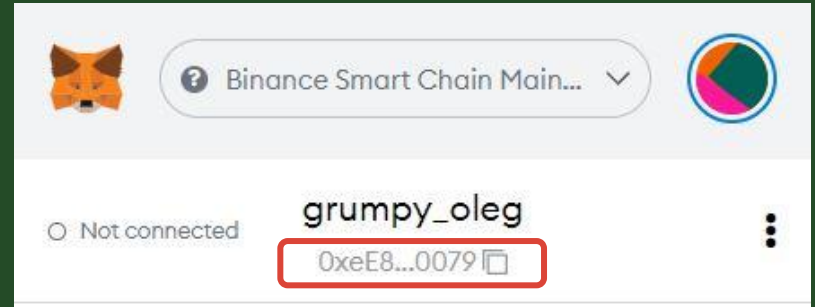 Binance Smart Chain Main...
grumpy_oleg
Not connected
0xeE8...0079